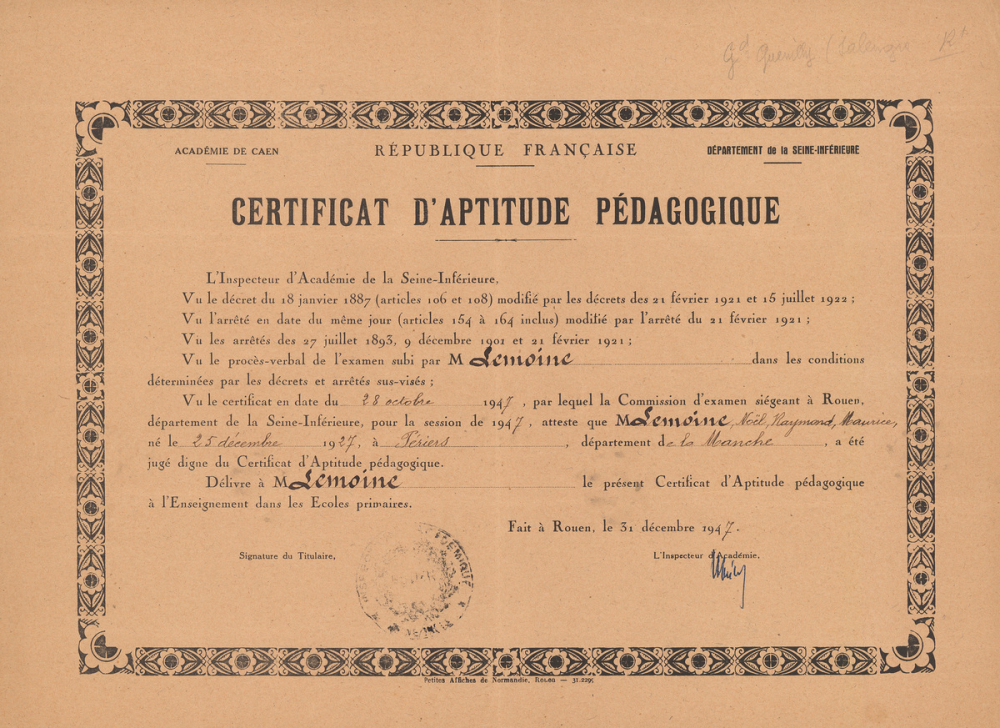 Gd Quevilly (
ACADÉMIE DE CAEN RÉPUBLIQUE FRANÇAISE DÉPARTEMENT de la SEINE-INFÉRIEURE
CERTIFICAT D'APTITUDE PÉDAGOGIQUE
L'Inspecteur d'Académie de la Seine-Inférieure,
Vu le décret du 18 janvier 1887 (articles 106 et 108) modifié par les décrets des 21 février 1921 et 15 juillet 1922 ;
Vu l'arrêté en date du même jour (articles 154 à 164 inclus) modifié par l'arrêté du 21 février 1921 ;
Vu les arrêtés des 27 juillet 1893, 9 décembre 1901 et 21 février 1921 ;
Vu le procès-verbal de l'examen subi par M Lemoine dans les conditions
déterminées par les décrets et arrêtés sus-visés ;
Vu le certificat en date du 28 octobre 1947, par lequel la Commission d'examen siégeant à Rouen,
département de la Seine-Inférieure, pour la session de 1947, atteste que M Lemoine, Noël, Raymond, Maurice,
né le 25 décembre 1927, à Périers, département de la Manche, a été
jugé digne du Certificat d'Aptitude pédagogique.
Délivre à M Lemoine le présent Certificat d'Aptitude pédagogique
à l'Enseignement dans les Ecoles primaires.
Fait à Rouen, le 31 décembre 1947.
Signature du Titulaire, L'Inspecteur d'Académie,
Petites Affiches de Normandie, Rouen — 31.229.